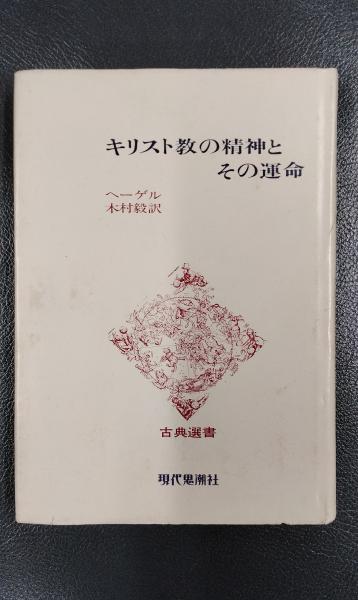 キリスト教の精神と
その運命
ヘーゲル
木村毅訳
古典選書
現代思潮社